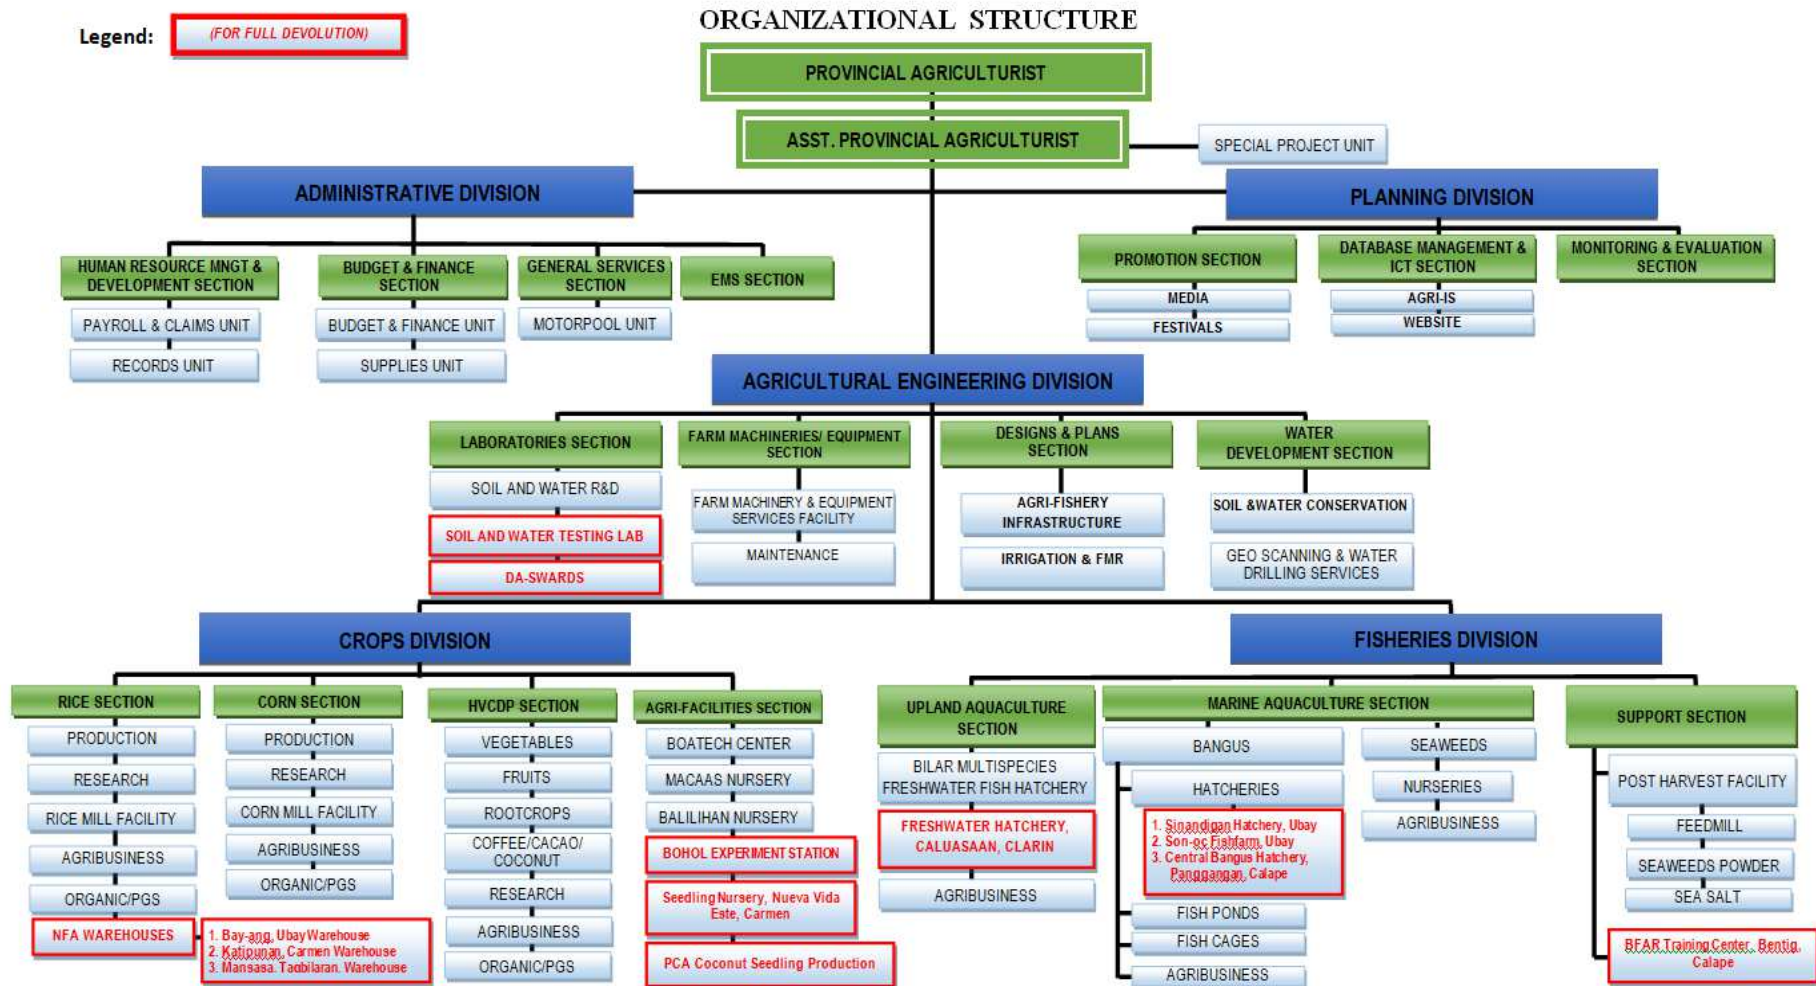 ORGANIZATIONAL STRUCTURE
Legend:
(FOR FULL DEVOLUTION)
PROVINCIAL AGRICULTURIST
ASST. PROVINCIAL AGRICULTURIST
SPECIAL PROJECT UNIT
ADMINISTRATIVE DIVISION
PLANNING DIVISION
HUMAN RESOURCE MNGT &
DEVELOPMENT SECTION
PAYROLL & CLAIMS UNIT
RECORDS UNIT
BUDGET & FINANCE
SECTION
BUDGET & FINANCE UNIT
SUPPLIES UNIT
GENERAL SERVICES
SECTION
MOTORPOOL UNIT
EMS SECTION
PROMOTION SECTION
MEDIA
FESTIVALS
DATABASE MANAGEMENT &
ICT SECTION
AGRI-IS
WEBSITE
MONITORING & EVALUATION
SECTION
AGRICULTURAL ENGINEERING DIVISION
LABORATORIES SECTION
SOIL AND WATER R&D
SOIL AND WATER TESTING LAB
DA-SWARDS
FARM MACHINERIES/ EQUIPMENT
SECTION
FARM MACHINERY & EQUIPMENT
SERVICES FACILITY
MAINTENANCE
DESIGNS & PLANS
SECTION
AGRI-FISHERY
INFRASTRUCTURE
IRRIGATION & FMR
WATER
DEVELOPMENT SECTION
SOIL &WATER CONSERVATION
GEO SCANNING & WATER
DRILLING SERVICES
CROPS DIVISION
RICE SECTION
PRODUCTION
RESEARCH
RICE MILL FACILITY
AGRIBUSINESS
ORGANIC/PGS
NFA WAREHOUSES
1. Bay-ang, Ubay Warehouse
2. Katipunan, Carmen Warehouse
3. Mansasa, Tagbilaran, Warehouse
CORN SECTION
PRODUCTION
RESEARCH
CORN MILL FACILITY
AGRIBUSINESS
ORGANIC/PGS
HVCDP SECTION
VEGETABLES
FRUITS
ROOTCROPS
COFFEE/CACAO/
COCONUT
RESEARCH
AGRIBUSINESS
ORGANIC/PGS
AGRI-FACILITIES SECTION
BOATECH CENTER
MACAAS NURSERY
BALILIHAN NURSERY
BOHOL EXPERIMENT STATION
Seedling Nursery, Nueva Vida
Este, Carmen
PCA Coconut Seedling Production
FISHERIES DIVISION
UPLAND AQUACULTURE
SECTION
BILAR MULTISPECIES
FRESHWATER FISH HATCHERY
FRESHWATER HATCHERY,
CALUASAAN, CLARIN
AGRIBUSINESS
MARINE AQUACULTURE SECTION
BANGUS
HATCHERIES
1. Sinandigan Hatchery, Ubay
2. Son-oc Fishfarm, Ubay
3. Central Bangus Hatchery,
Panggangan, Calape
FISH PONDS
FISH CAGES
AGRIBUSINESS
SEAWEEDS
NURSERIES
AGRIBUSINESS
SUPPORT SECTION
POST HARVEST FACILITY
FEEDMILL
SEAWEEDS POWDER
SEA SALT
BFAR Training Center, Bentig,
Calape